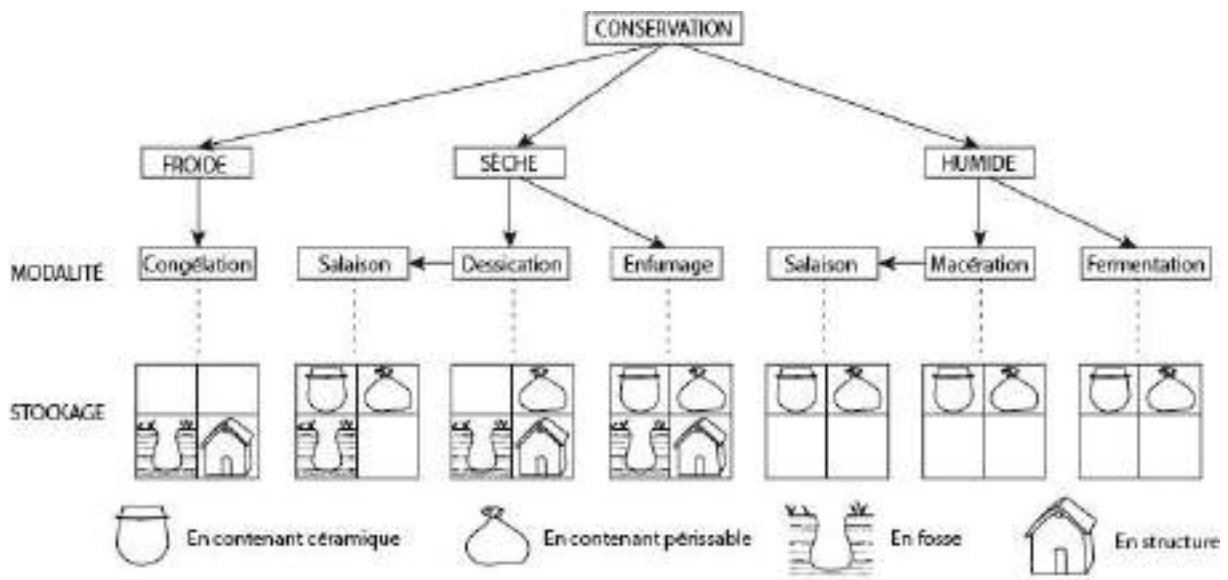 CONSERVATION
FROIDE SÈCHE HUMIDE
MODALITÉ Congélation Salaison Dessication Enfumage Salaison Macération Fermentation
STOCKAGE
En contenant céramique En contenant périssable En fosse En structure